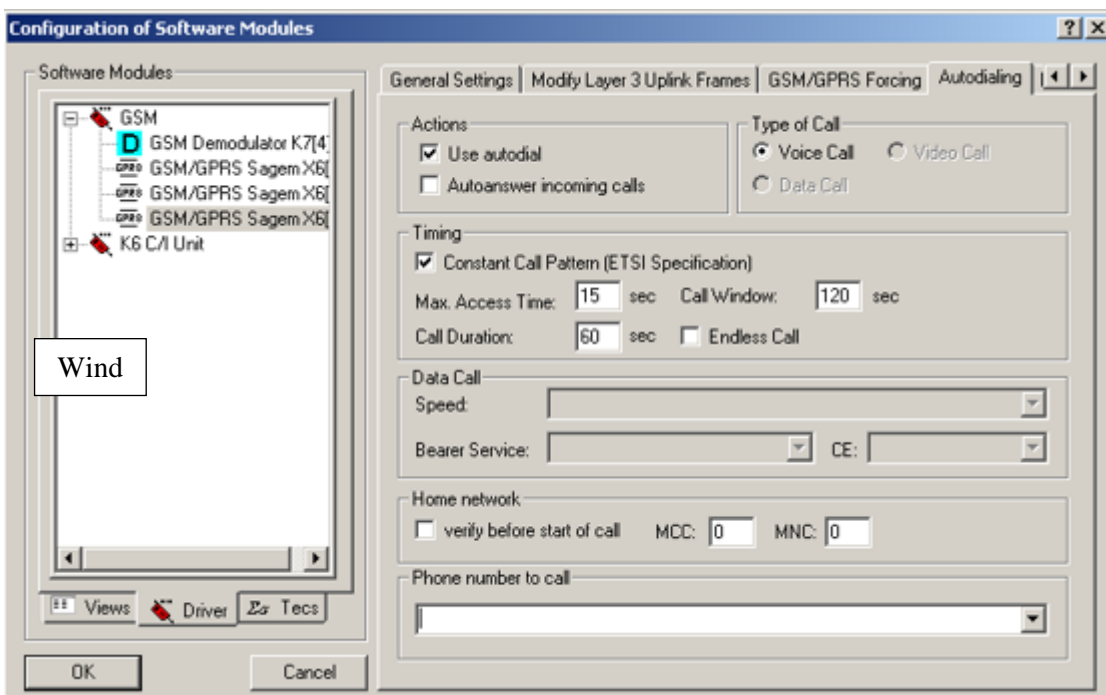 Configuration of Software Modules
Software Modules
GSM
D GSM Demodulator K7[4]
GPRS GSM/GPRS Sagem X6[
GPRS GSM/GPRS Sagem X6[
GPRS GSM/GPRS Sagem X6[
K6 C/I Unit
Wind
Views Driver Σσ Tecs
OK Cancel
General Settings Modify Layer 3 Uplink Frames GSM/GPRS Forcing Autodialing
Actions
Use autodial
Autoanswer incoming calls
Type of Call
Voice Call Video Call
Data Call
Timing
Constant Call Pattern (ETSI Specification)
Max. Access Time: 15 sec Call Window: 120 sec
Call Duration: 60 sec Endless Call
Data Call
Speed:
Bearer Service: CE:
Home network
verify before start of call MCC: 0 MNC: 0
Phone number to call